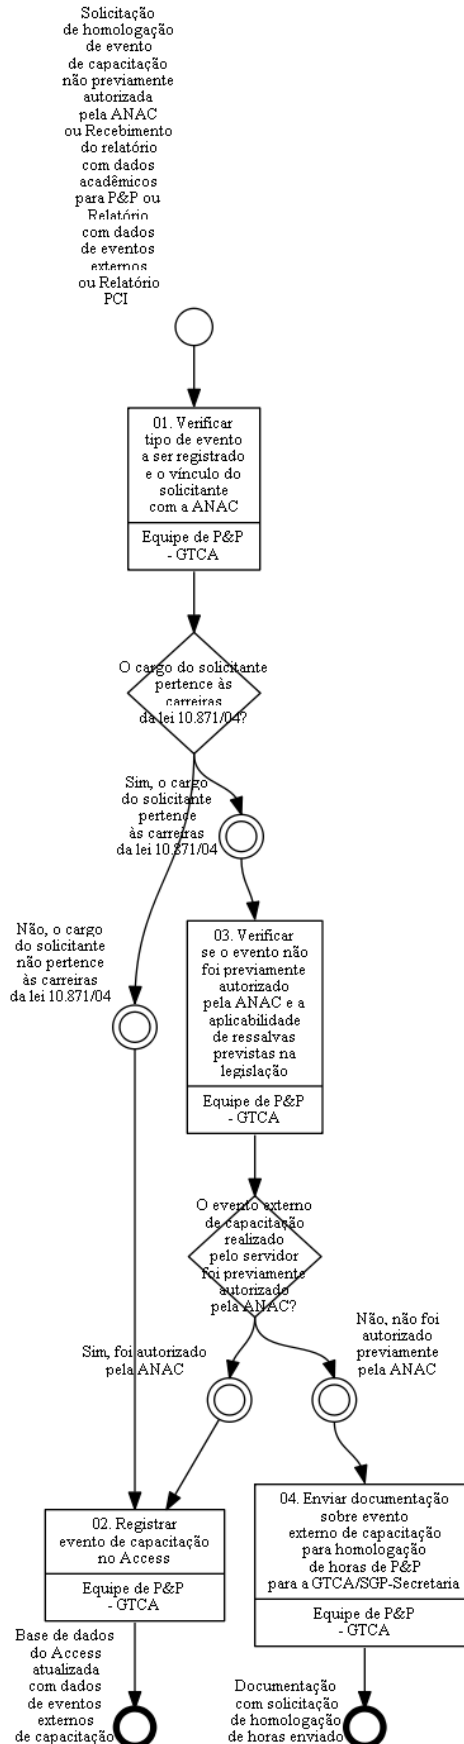 Solicitação
de homologação
de evento
de capacitação
não previamente
autorizada
pela ANAC
ou Recebimento
do relatório
com dados
acadêmicos
para P&P ou
Relatório
com dados
de eventos
externos
ou Relatório
PCI
01. Verificar
tipo de evento
a ser registrado
e o vínculo do
solicitante
com a ANAC
Equipe de P&P
- GTCA
O cargo do solicitante
pertence às
carreiras
da lei 10.871/04?
Sim, o cargo
do solicitante
pertence
às carreiras
da lei 10.871/04
Não, o cargo
do solicitante
não pertence
às carreiras
da lei 10.871/04
03. Verificar
se o evento não
foi previamente
autorizado
pela ANAC e a
aplicabilidade
de ressalvas
previstas na
legislação
Equipe de P&P
- GTCA
O evento externo
de capacitação
realizado
pelo servidor
foi previamente
autorizado
pela ANAC?
Sim, foi autorizado
pela ANAC
Não, não foi
autorizado
previamente
pela ANAC
02. Registrar
evento de capacitação
no Access
Equipe de P&P
- GTCA
04. Enviar documentação
sobre evento
externo de capacitação
para homologação
de horas de P&P
para a GTCA/SGP-Secretaria
Equipe de P&P
- GTCA
Base de dados
do Access
atualizada
com dados
de eventos
externos
de capacitação
Documentação
com solicitação
de homologação
de horas enviado